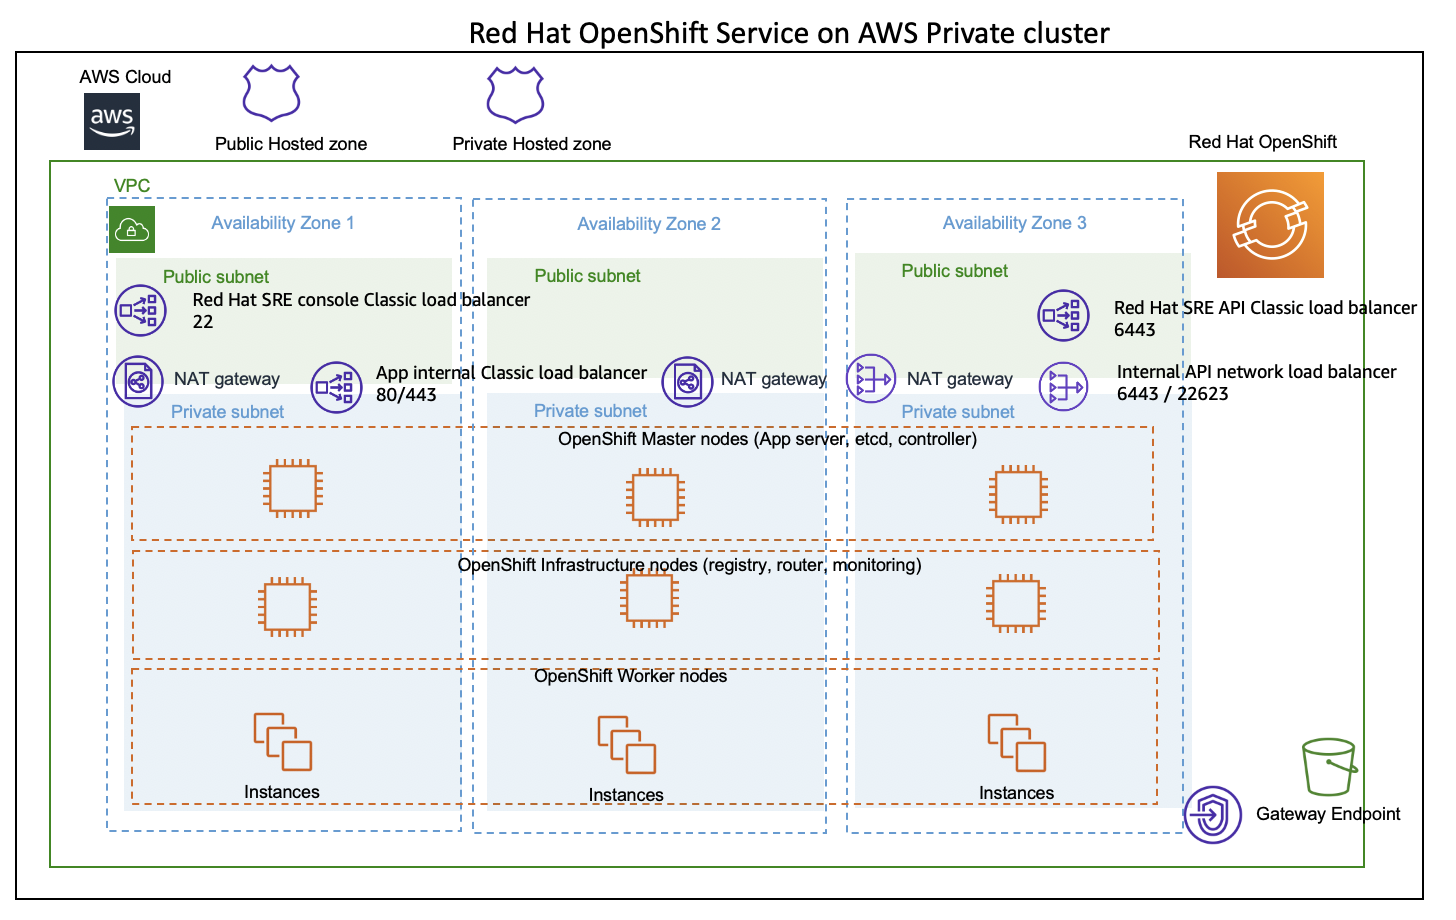 Red Hat OpenShift Service on AWS Private cluster
AWS Cloud
aws
Public Hosted zone
Private Hosted zone
Red Hat OpenShift
VPC
Availability Zone 1
Availability Zone 2
Availability Zone 3
Public subnet
Public subnet
Public subnet
Red Hat SRE console Classic load balancer
22
Red Hat SRE API Classic load balancer
6443
NAT gateway
App internal Classic load balancer
80/443
NAT gateway
NAT gateway
Internal API network load balancer
6443 / 22623
Private subnet
Private subnet
Private subnet
OpenShift Master nodes (App server, etcd, controller)
OpenShift Infrastructure nodes (registry, router, monitoring)
OpenShift Worker nodes
Instances
Instances
Instances
Gateway Endpoint